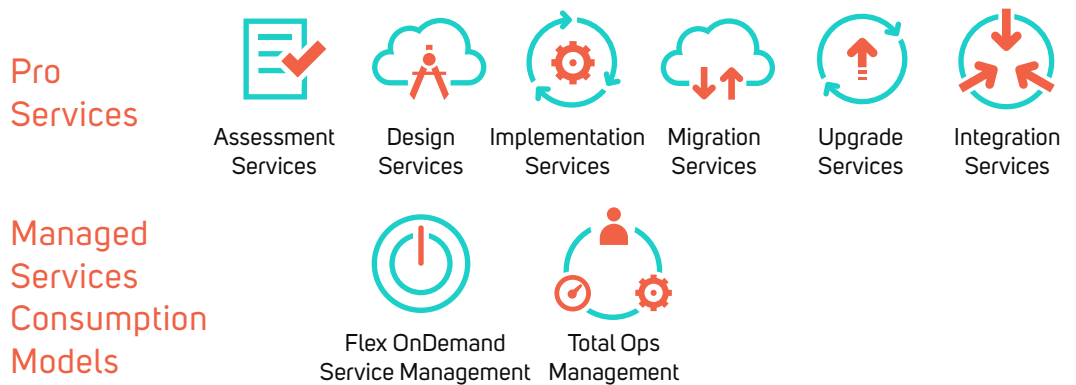 Pro
Services
Assessment
Services
Design
Services
Implementation
Services
Migration
Services
Upgrade
Services
Integration
Services
Managed
Services
Consumption
Models
Flex OnDemand
Service Management
Total Ops
Management